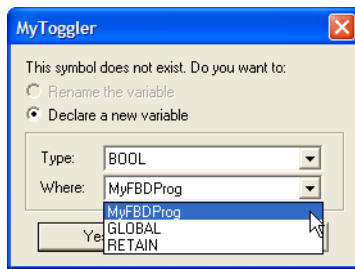 MyToggler
This symbol does not exist. Do you want to:
Rename the variable
Declare a new variable
Type: BOOL
Where: MyFBDProg
MyFBDProg
GLOBAL
RETAIN